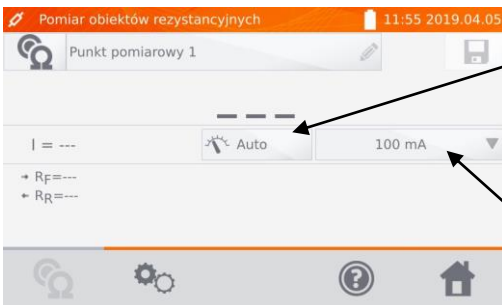 Pomiar obiektów rezystancyjnych 11:55 2019.04.05
Punkt pomiarowy 1
---
I = --- Auto 100 mA
→ RF=---
← RR=---